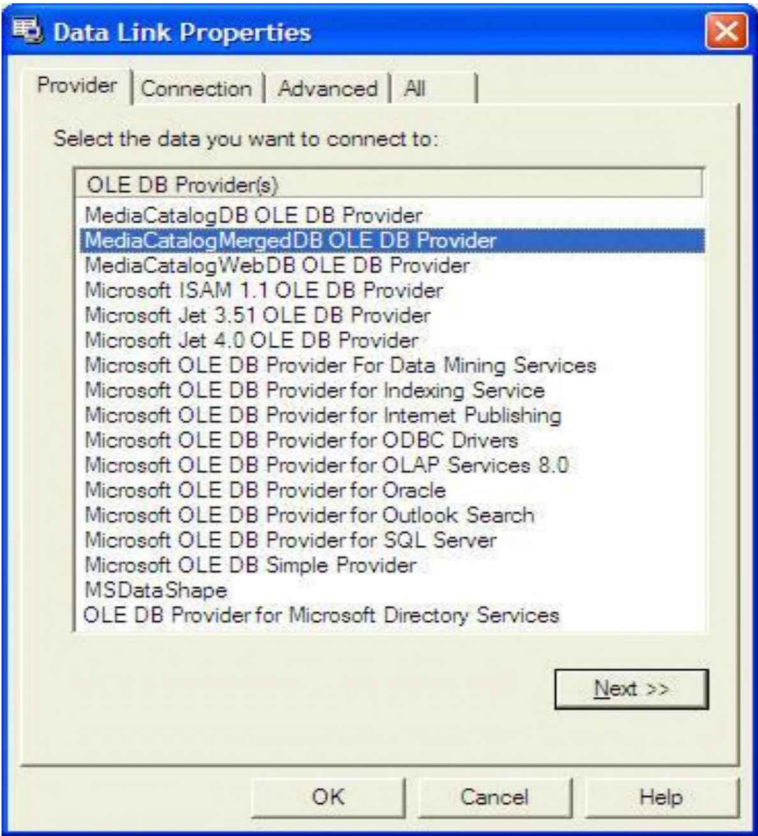 Data Link Properties
Provider Connection Advanced All
Select the data you want to connect to:
OLE DB Provider(s)
MediaCatalogDB OLE DB Provider
MediaCatalogMergedDB OLE DB Provider
MediaCatalogWebDB OLE DB Provider
Microsoft ISAM 1.1 OLE DB Provider
Microsoft Jet 3.51 OLE DB Provider
Microsoft Jet 4.0 OLE DB Provider
Microsoft OLE DB Provider For Data Mining Services
Microsoft OLE DB Provider for Indexing Service
Microsoft OLE DB Provider for Internet Publishing
Microsoft OLE DB Provider for ODBC Drivers
Microsoft OLE DB Provider for OLAP Services 8.0
Microsoft OLE DB Provider for Oracle
Microsoft OLE DB Provider for Outlook Search
Microsoft OLE DB Provider for SQL Server
Microsoft OLE DB Simple Provider
MSDataShape
OLE DB Provider for Microsoft Directory Services
Next >>
OK Cancel Help